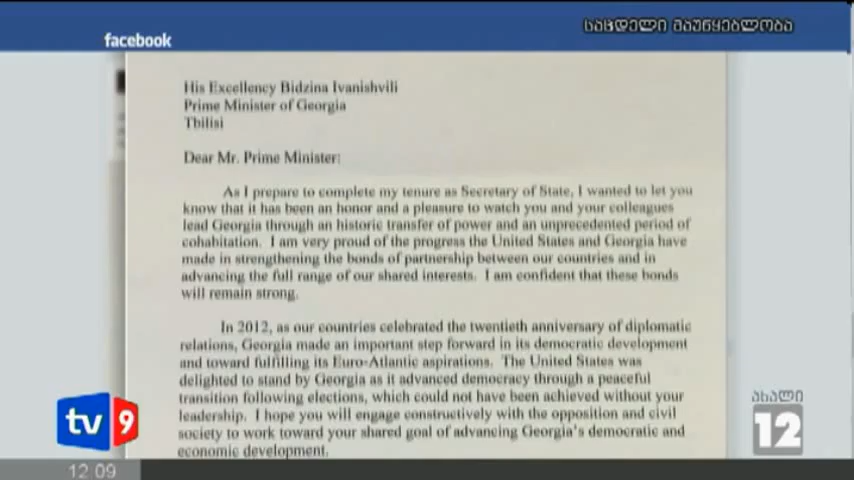 facebook
საცდელი მაუწყებლობა
His Excellency Bidzina Ivanishvili
Prime Minister of Georgia
Tbilisi
Dear Mr. Prime Minister:
As I prepare to complete my tenure as Secretary of State, I wanted to let you
know that it has been an honor and a pleasure to watch you and your colleagues
lead Georgia through an historic transfer of power and an unprecedented period of
cohabitation. I am very proud of the progress the United States and Georgia have
made in strengthening the bonds of partnership between our countries and in
advancing the full range of our shared interests. I am confident that these bonds
will remain strong.
In 2012, as our countries celebrated the twentieth anniversary of diplomatic
relations, Georgia made an important step forward in its democratic development
and toward fulfilling its Euro-Atlantic aspirations. The United States was
delighted to stand by Georgia as it advanced democracy through a peaceful
transition following elections, which could not have been achieved without your
leadership. I hope you will engage constructively with the opposition and civil
society to work toward your shared goal of advancing Georgia's democratic and
economic development.
tv 9
ახალი
12
12:09